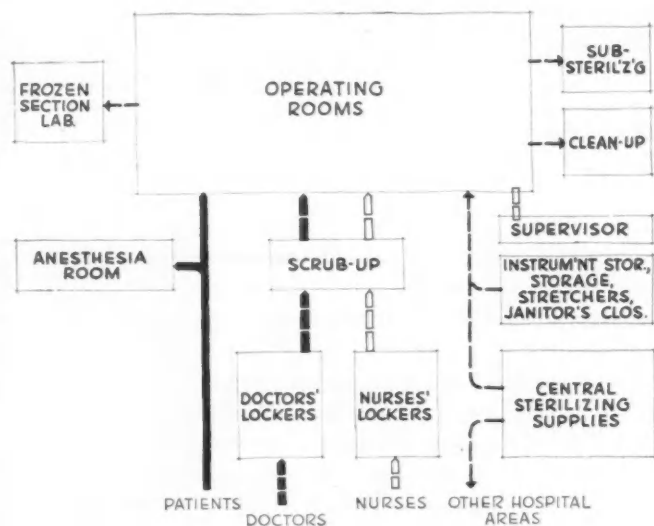 SUB-
STERIL'Z'G
OPERATING
ROOMS
FROZEN
SECTION
LAB.
CLEAN-UP
SUPERVISOR
ANESTHESIA
ROOM
SCRUB-UP
INSTRUM'NT STOR.,
STORAGE,
STRETCHERS,
JANITOR'S CLOS.
DOCTORS'
LOCKERS
NURSES'
LOCKERS
CENTRAL
STERILIZING
SUPPLIES
PATIENTS
DOCTORS
NURSES
OTHER HOSPITAL
AREAS